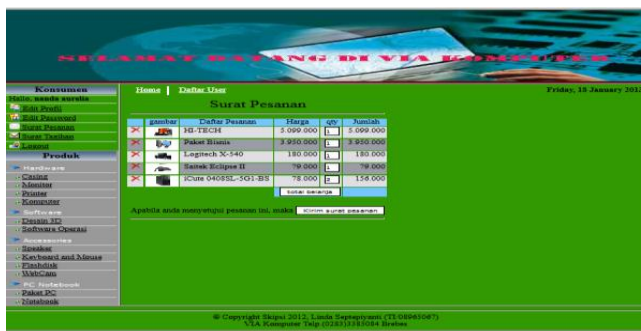 SELAMAT DATANG DI VIA KOMPUTER
Konsumen
Hallo, nanda aurelia
Edit Profil
Edit Password
Surat Pesanan
Surat Tagihan
Logout
Produk
Hardware
Casing
Monitor
Printer
Komputer
Software
Desain 3D
Software Operasi
Accessories
Speaker
Keyboard and Mouse
Flashdisk
WebCam
PC Notebook
Paket PC
Notebook
Home | Daftar User
Friday, 18 January 2013
Surat Pesanan
gambar Daftar Pesanan Harga qty Jumlah
HI-TECH 5.099.000 1 5.099.000
Paket Bisnis 3.950.000 1 3.950.000
Logitech X-540 180.000 1 180.000
Saitek Eclipse II 79.000 1 79.000
iCute 0408SL-5G1-BS 78.000 2 156.000
total belanja
Apabila anda menyetujui pesanan ini, maka Kirim surat pesanan
© Copyright Skipsi 2012, Linda Septepiyanti (TI 08965067)
VIA Komputer Telp.(0283)3385084 Brebes